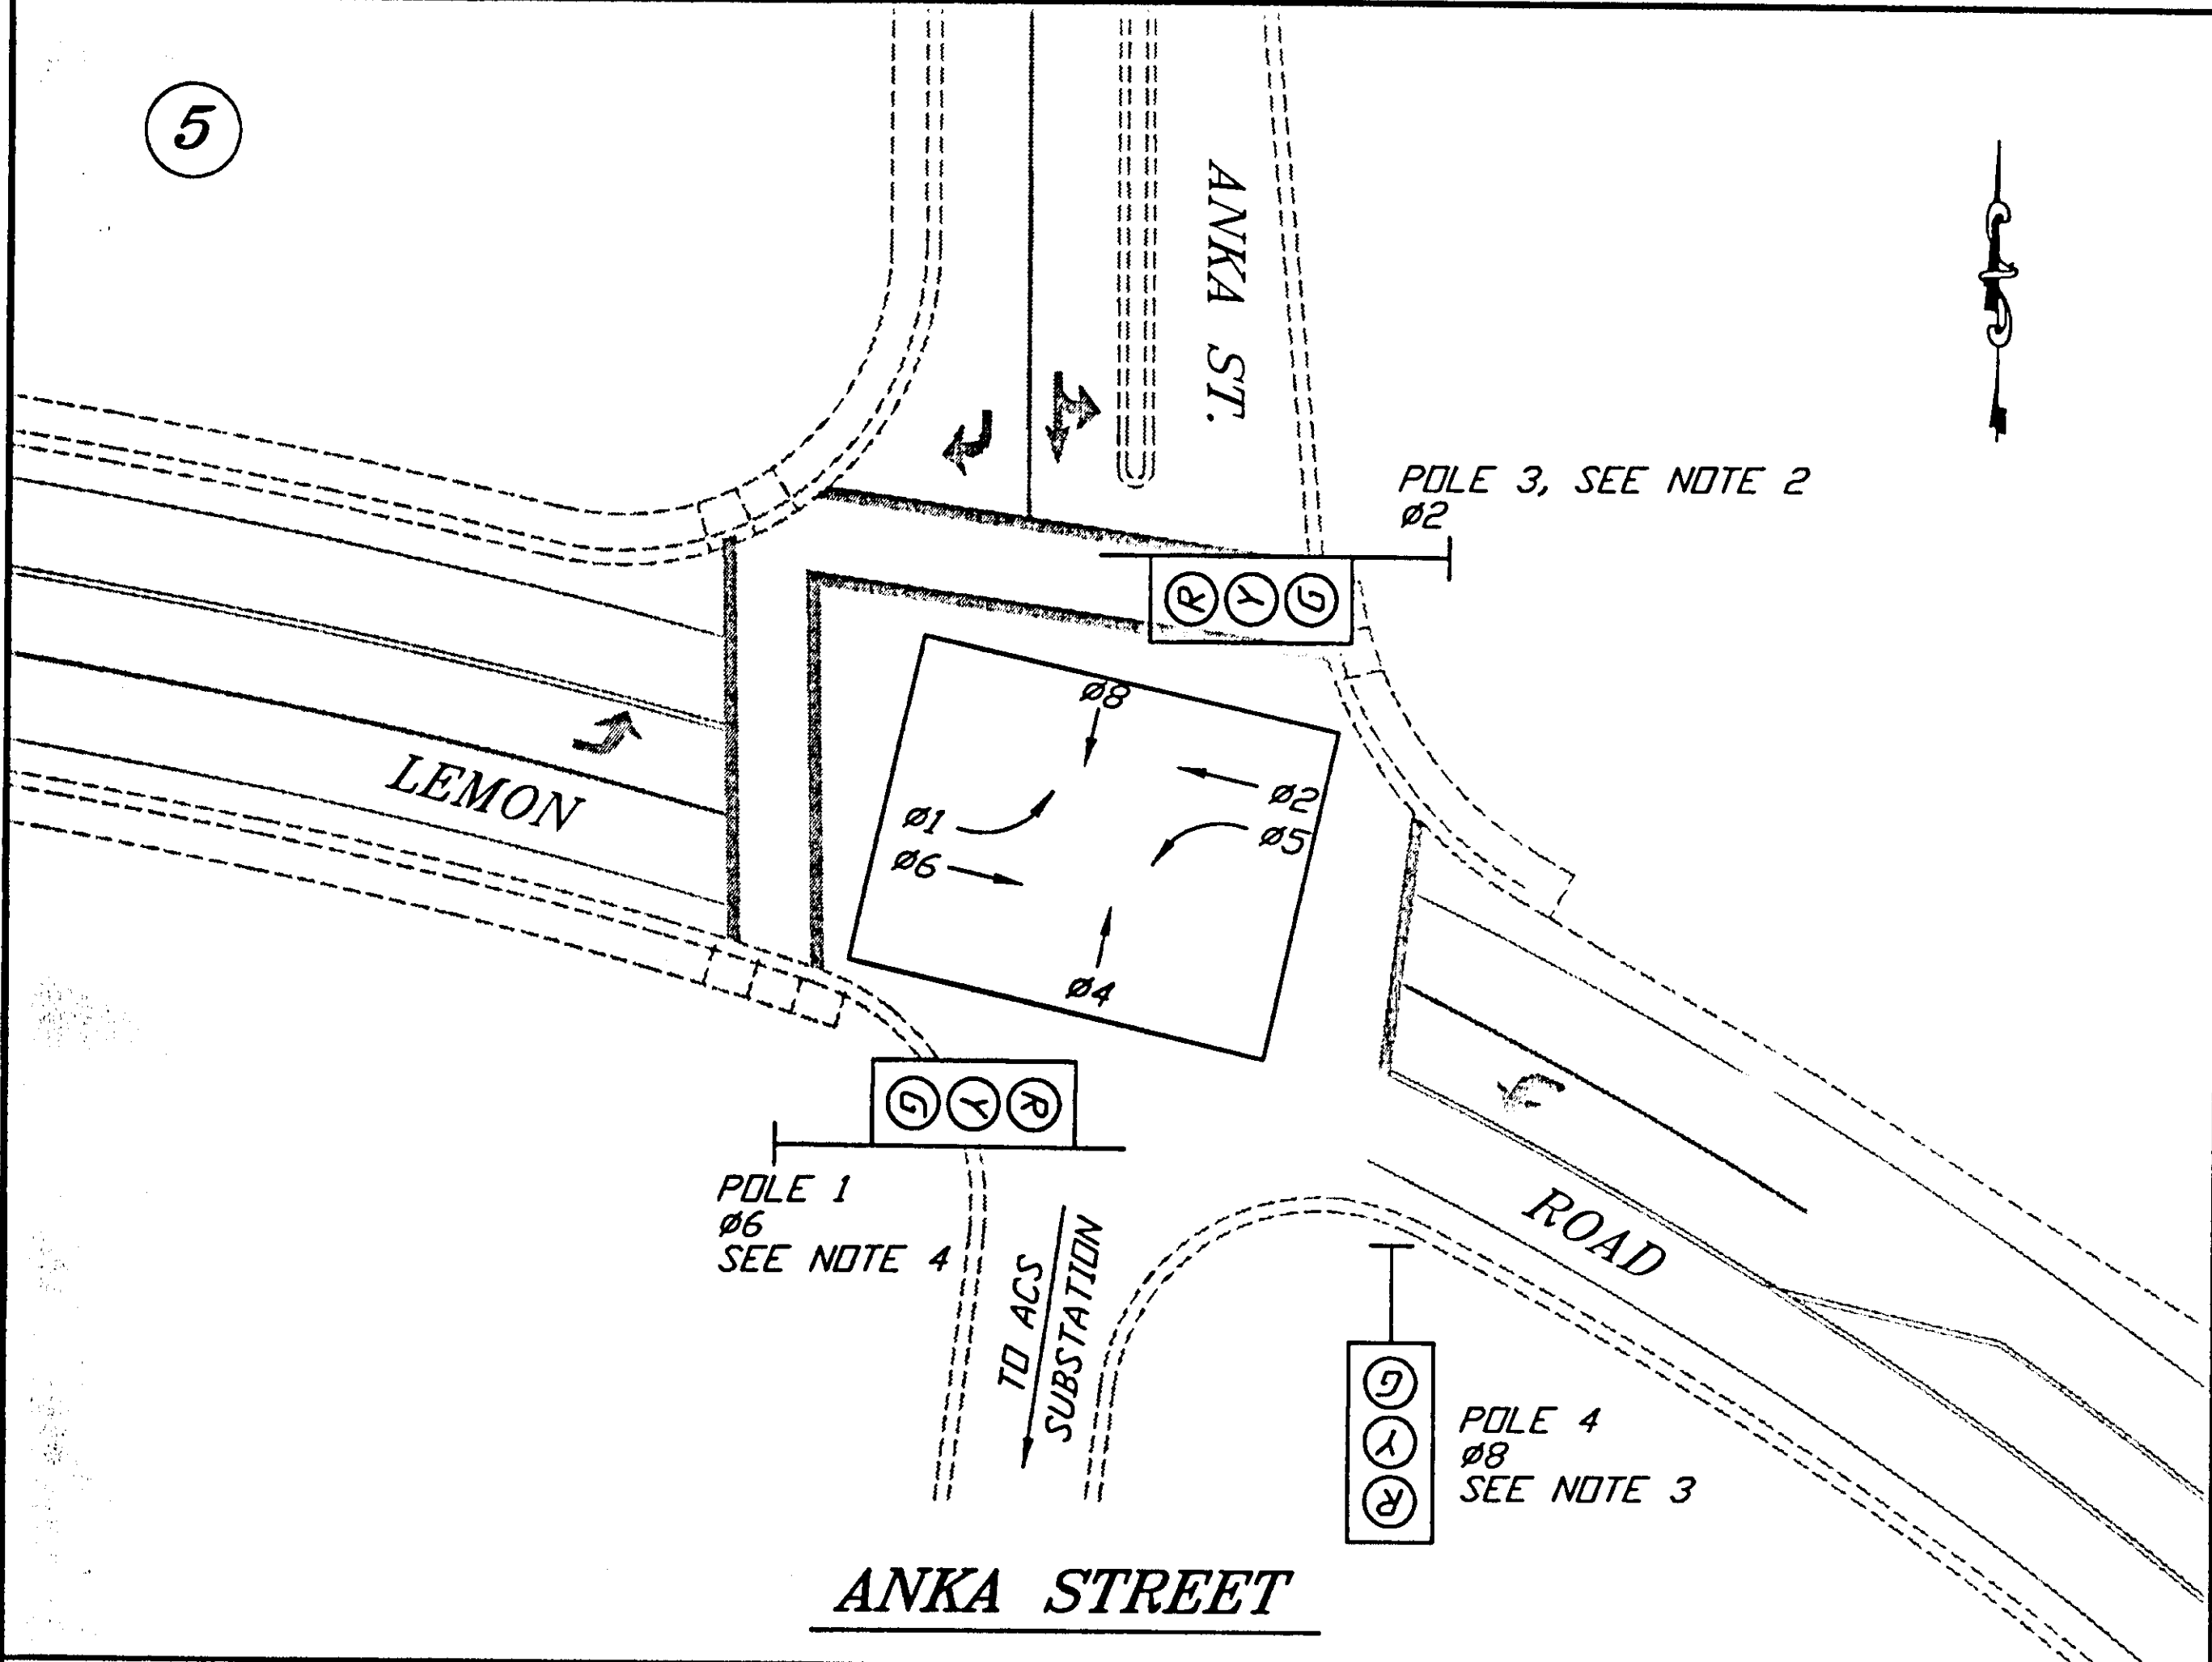 5
ANKA ST.
POLE 3, SEE NOTE 2
ø2
R Y G
ø8
ø2
ø1
ø5
ø6
ø4
LEMON
G Y R
POLE 1
ø6
SEE NOTE 4
TO ACS
SUBSTATION
ROAD
G
Y
R
POLE 4
ø8
SEE NOTE 3
ANKA STREET